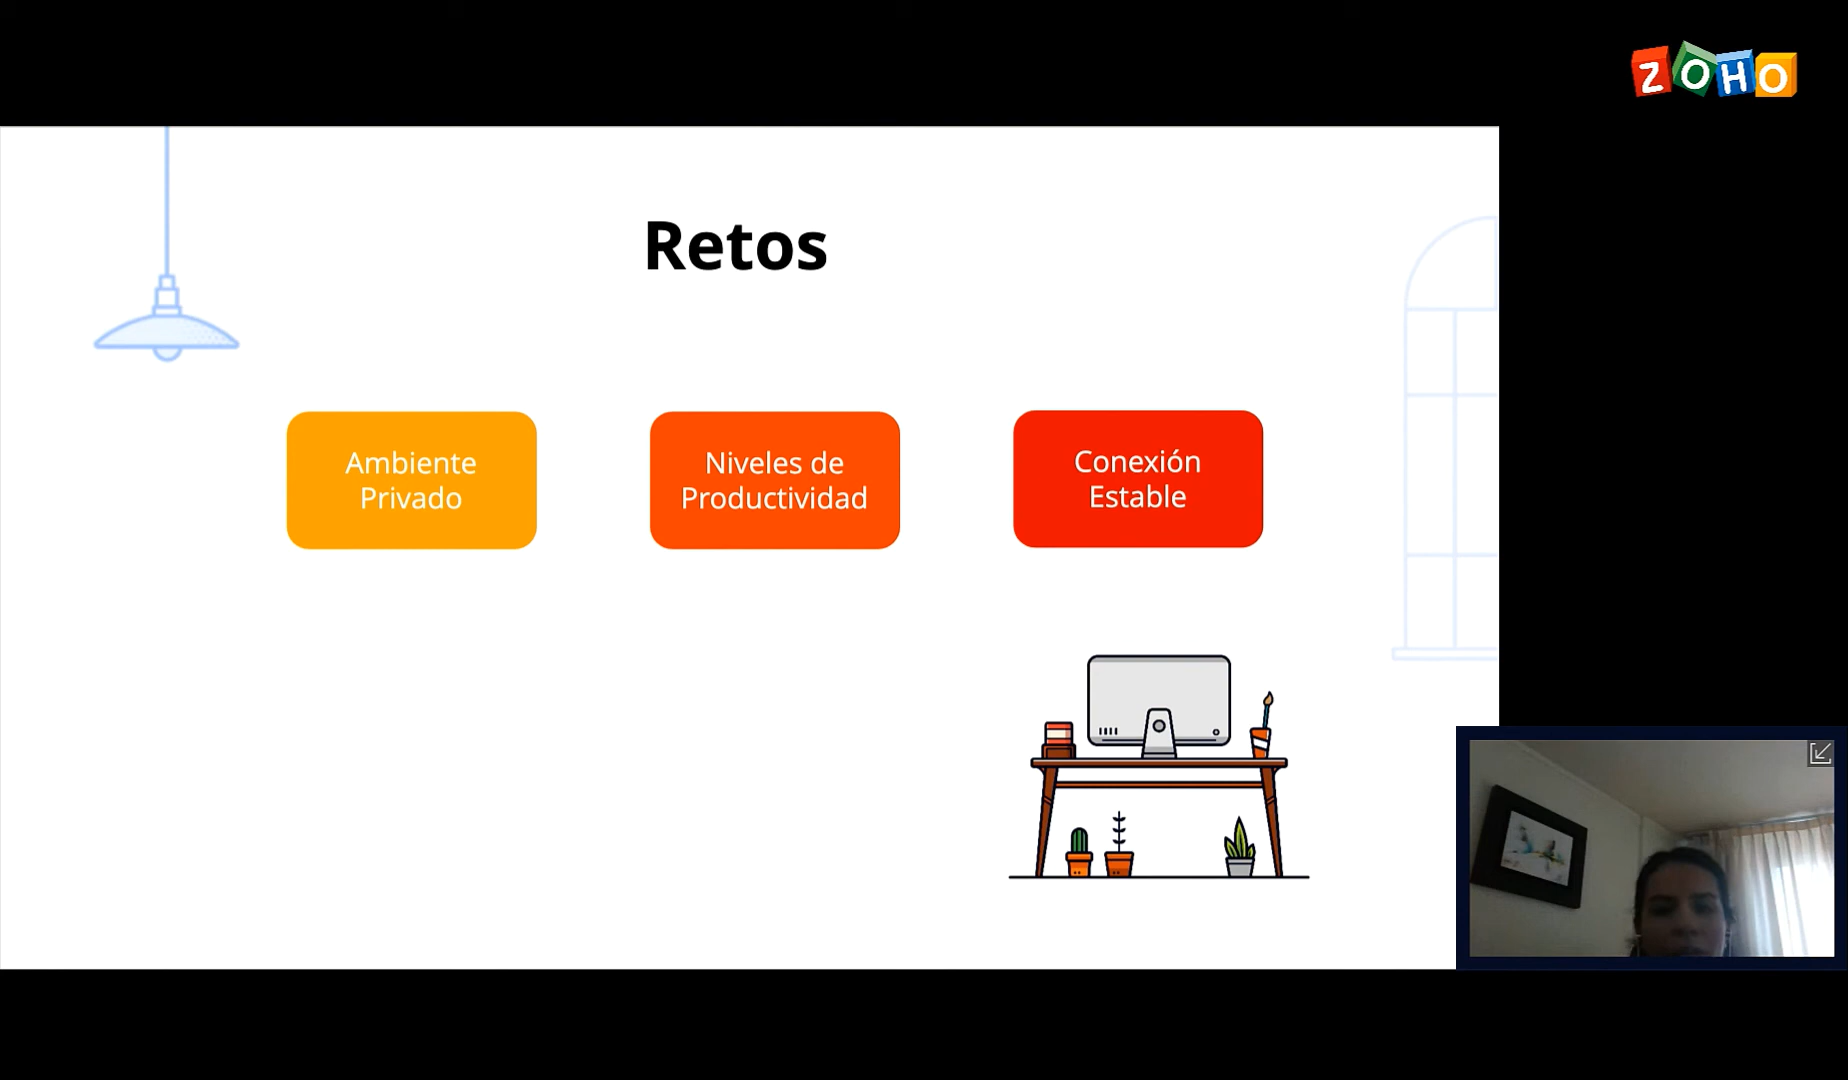 ZOHO
Retos
Ambiente
Privado
Niveles de
Productividad
Conexión
Estable